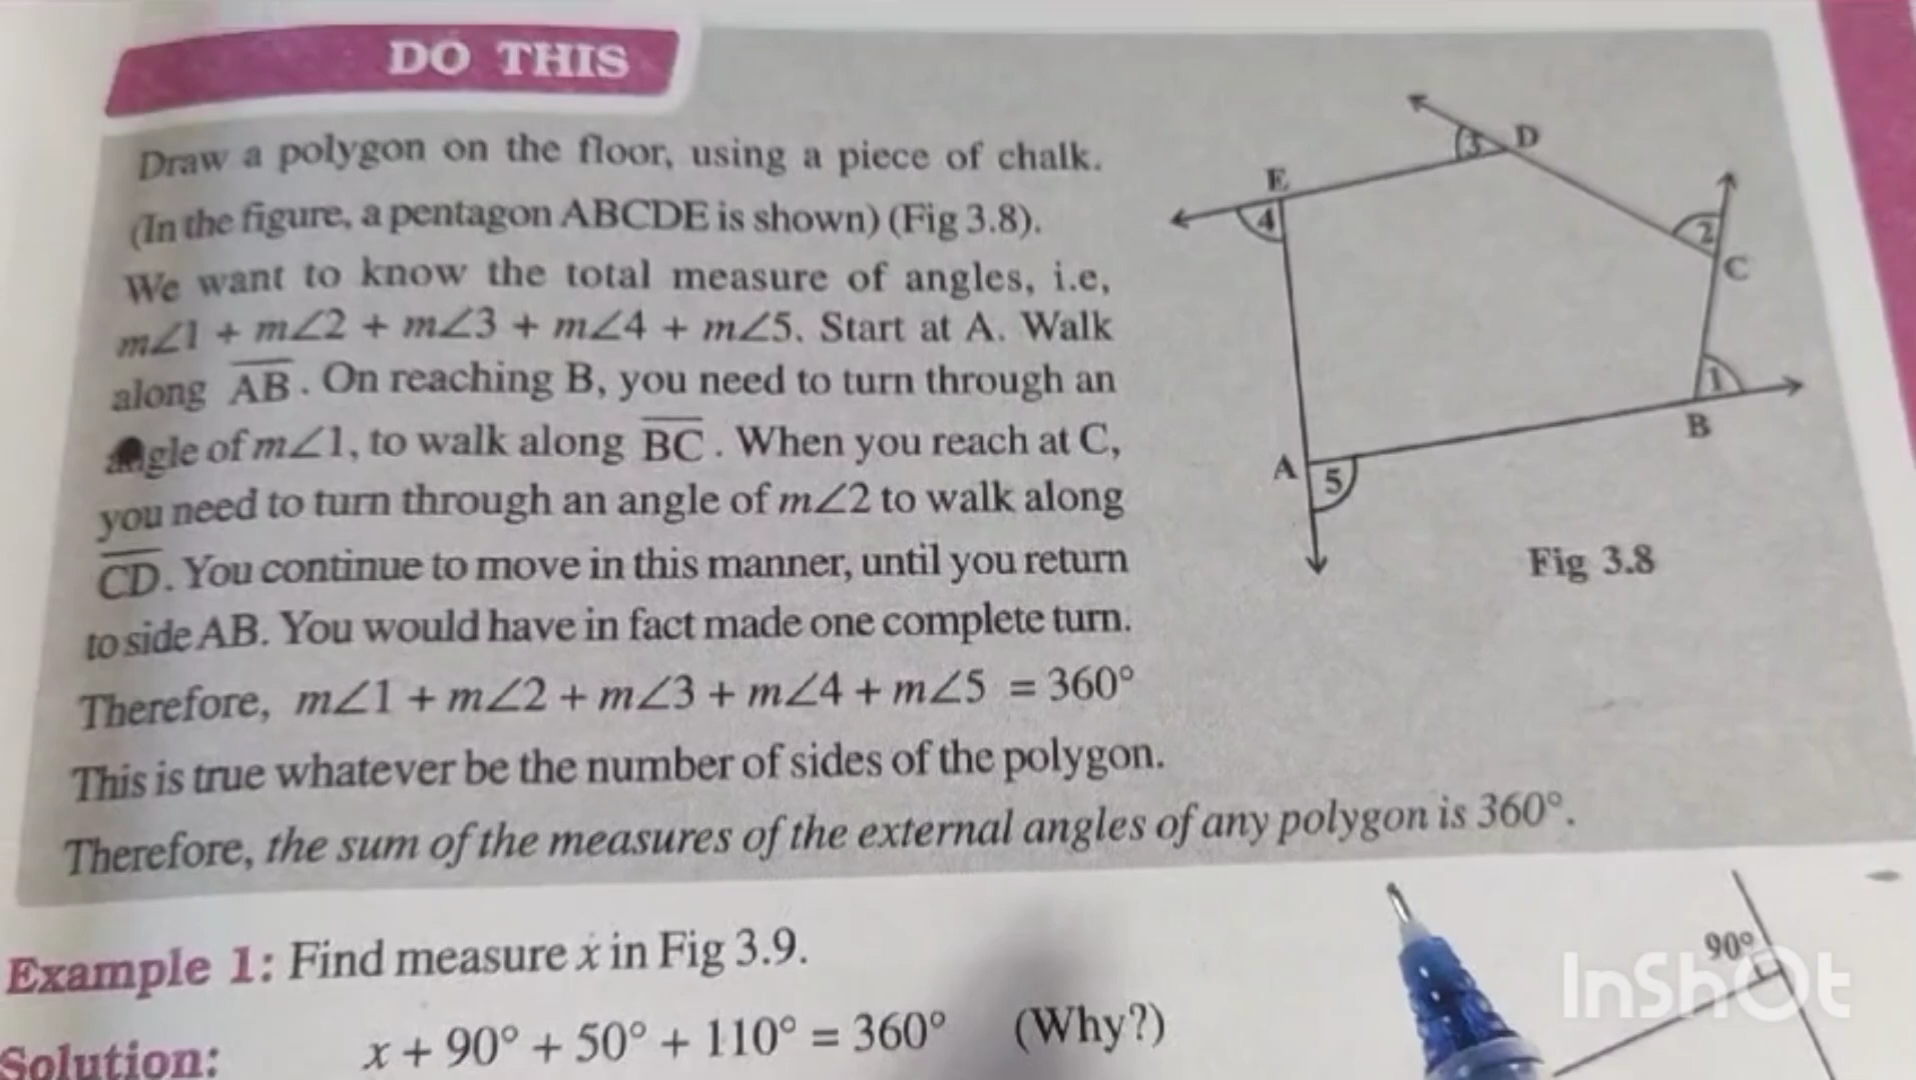 DO THIS
Draw a polygon on the floor, using a piece of chalk.
(In the figure, a pentagon ABCDE is shown) (Fig 3.8).
We want to know the total measure of angles, i.e,
m∠1 + m∠2 + m∠3 + m∠4 + m∠5. Start at A. Walk
along A̅B̅. On reaching B, you need to turn through an
angle of m∠1, to walk along B̅C̅. When you reach at C,
you need to turn through an angle of m∠2 to walk along
C̅D̅. You continue to move in this manner, until you return
to side AB. You would have in fact made one complete turn.
Therefore, m∠1 + m∠2 + m∠3 + m∠4 + m∠5 = 360°
This is true whatever be the number of sides of the polygon.
Therefore, the sum of the measures of the external angles of any polygon is 360°.
D
3
E
4
2
C
1
B
A
5
Fig 3.8
Example 1: Find measure x in Fig 3.9.
Solution: x + 90° + 50° + 110° = 360° (Why?)
90°
InShOt